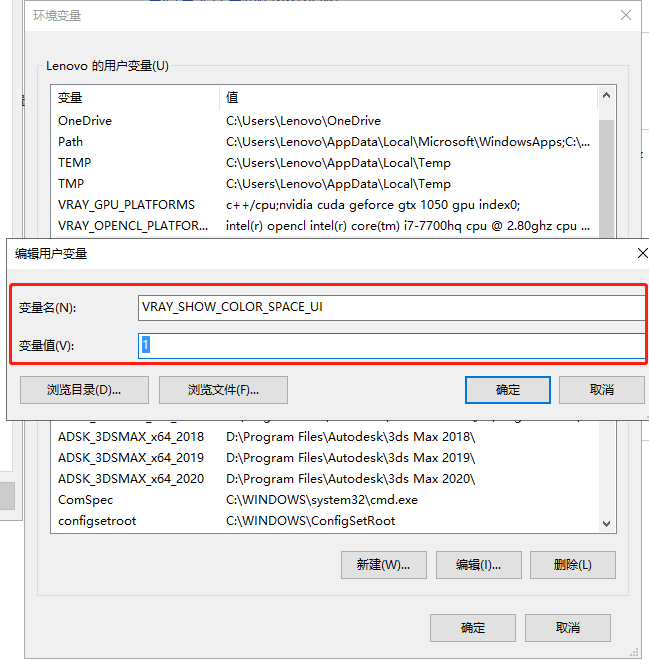 环境变量
Lenovo 的用户变量(U)
变量 值
OneDrive C:\Users\Lenovo\OneDrive
Path C:\Users\Lenovo\AppData\Local\Microsoft\WindowsApps;C:\...
TEMP C:\Users\Lenovo\AppData\Local\Temp
TMP C:\Users\Lenovo\AppData\Local\Temp
VRAY_GPU_PLATFORMS c++/cpu;nvidia cuda geforce gtx 1050 gpu index0;
VRAY_OPENCL_PLATFOR... intel(r) opencl intel(r) core(tm) i7-7700hq cpu @ 2.80ghz cpu ...
编辑用户变量
变量名(N): VRAY_SHOW_COLOR_SPACE_UI
变量值(V): 1
浏览目录(D)... 浏览文件(F)... 确定 取消
ADSK_3DSMAX_x64_2018 D:\Program Files\Autodesk\3ds Max 2018\
ADSK_3DSMAX_x64_2019 D:\Program Files\Autodesk\3ds Max 2019\
ADSK_3DSMAX_x64_2020 D:\Program Files\Autodesk\3ds Max 2020\
ComSpec C:\WINDOWS\system32\cmd.exe
configsetroot C:\WINDOWS\ConfigSetRoot
新建(W)... 编辑(I)... 删除(L)
确定 取消